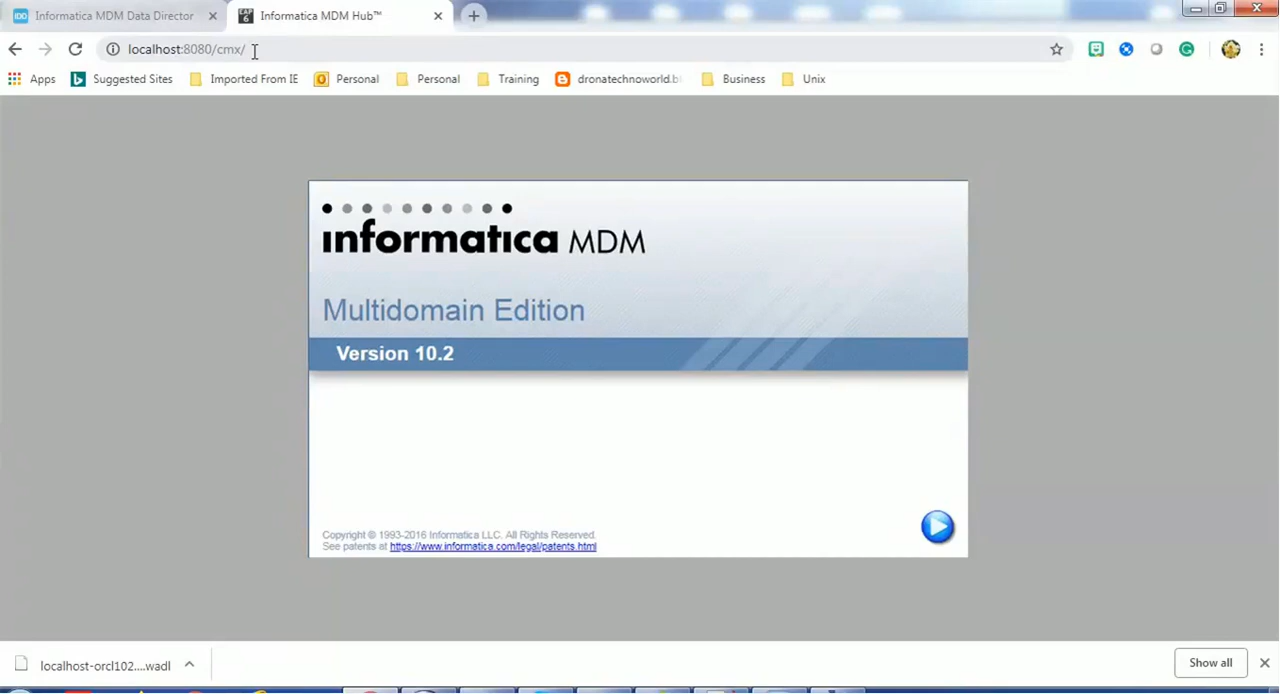 Informatica MDM Data Director
Informatica MDM Hub™
localhost:8080/cmx/
Apps
Suggested Sites
Imported From IE
Personal
Personal
Training
dronatechnoworld.b
Business
Unix
informatica MDM
Multidomain Edition
Version 10.2
Copyright © 1993-2016 Informatica LLC. All Rights Reserved.
See patents at https://www.informatica.com/legal/patents.html
localhost-orcl102....wadl
Show all